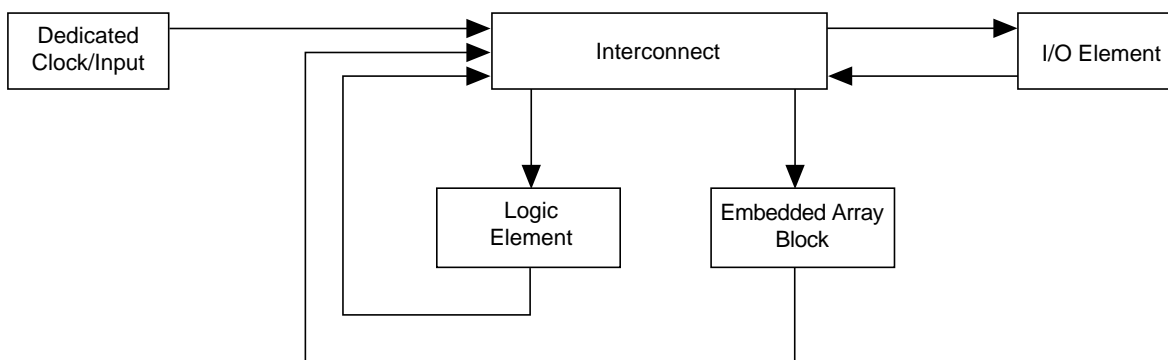 Dedicated
Clock/Input
Interconnect
I/O Element
Logic
Element
Embedded Array
Block